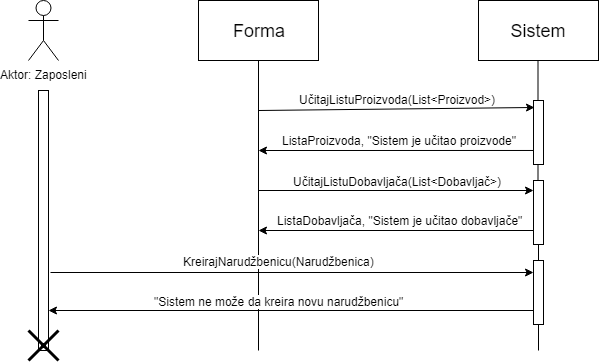 Forma
Sistem
Aktor: Zaposleni
UčitajListuProizvoda(List<Proizvod>)
ListaProizvoda, "Sistem je učitao proizvode"
UčitajListuDobavljača(List<Dobavljač>)
ListaDobavljača, "Sistem je učitao dobavljače"
KreirajNarudžbenicu(Narudžbenica)
"Sistem ne može da kreira novu narudžbenicu"